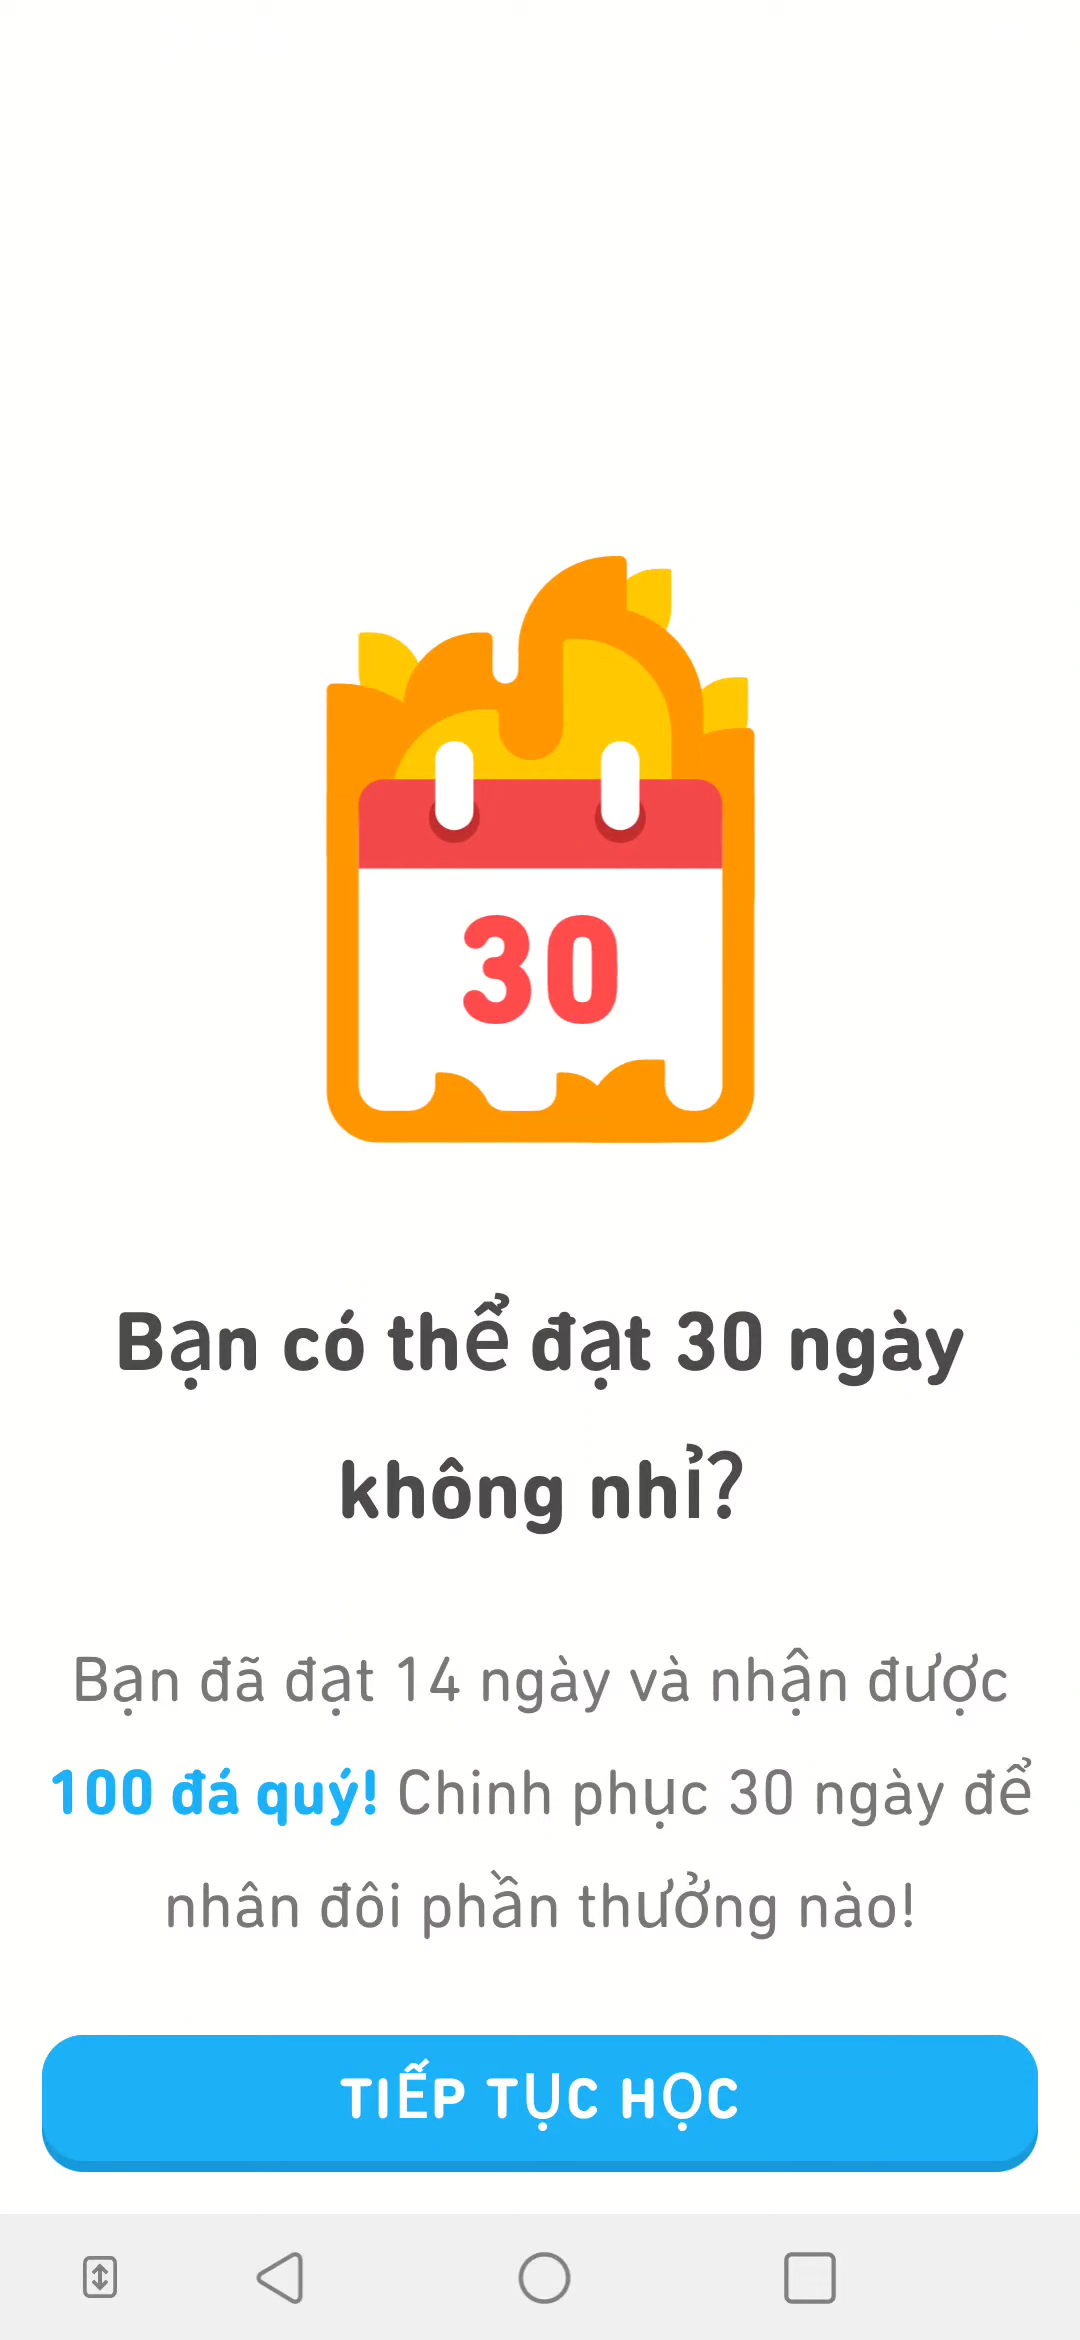 30
Bạn có thể đạt 30 ngày
không nhỉ?
Bạn đã đạt 14 ngày và nhận được
100 đá quý! Chinh phục 30 ngày để
nhân đôi phần thưởng nào!
TIẾP TỤC HỌC